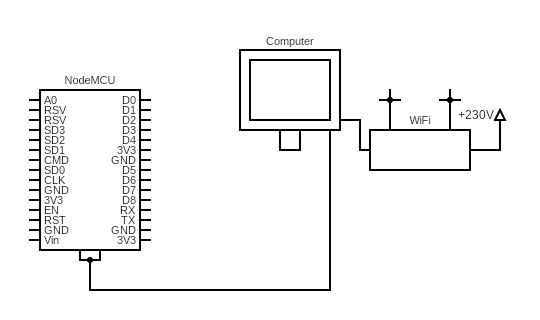 Computer
NodeMCU
WiFi
+230V
A0 D0
RSV D1
RSV D2
SD3 D3
SD2 D4
SD1 3V3
CMD GND
SD0 D5
CLK D6
GND D7
3V3 D8
EN RX
RST TX
GND GND
Vin 3V3